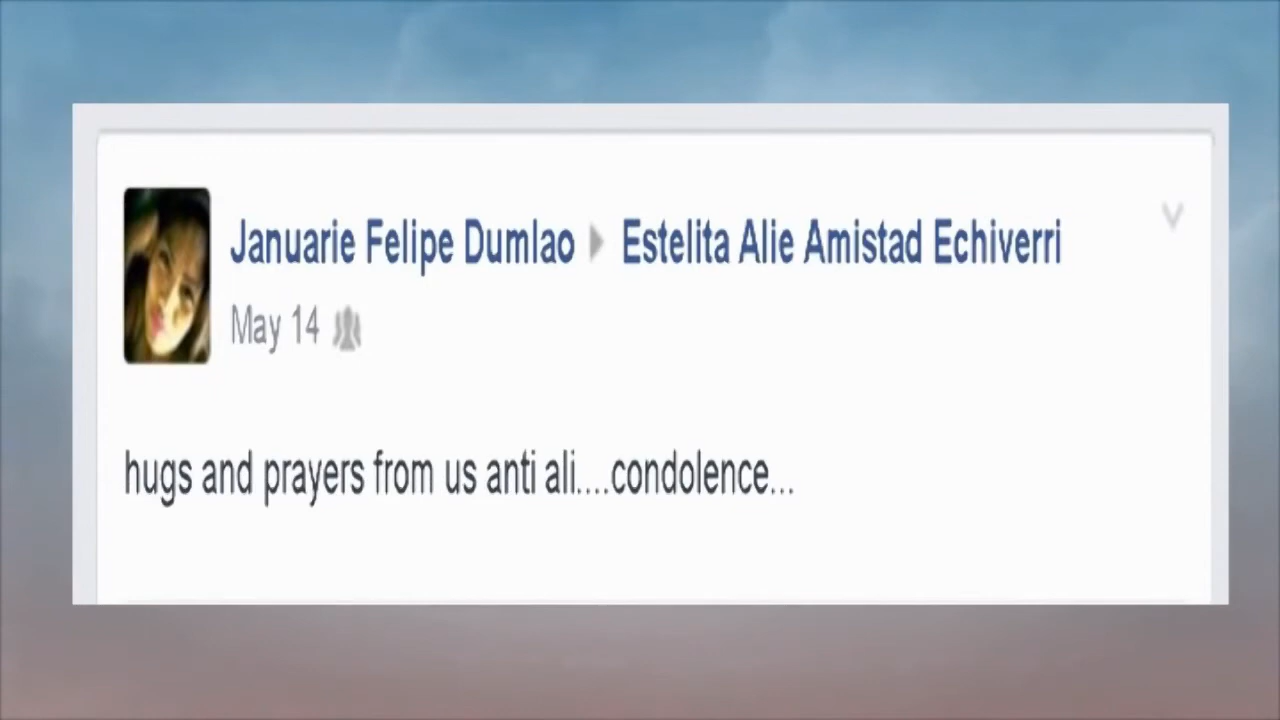 Januarie Felipe Dumlao ▸ Estelita Alie Amistad Echiverri
May 14
hugs and prayers from us anti ali....condolence...